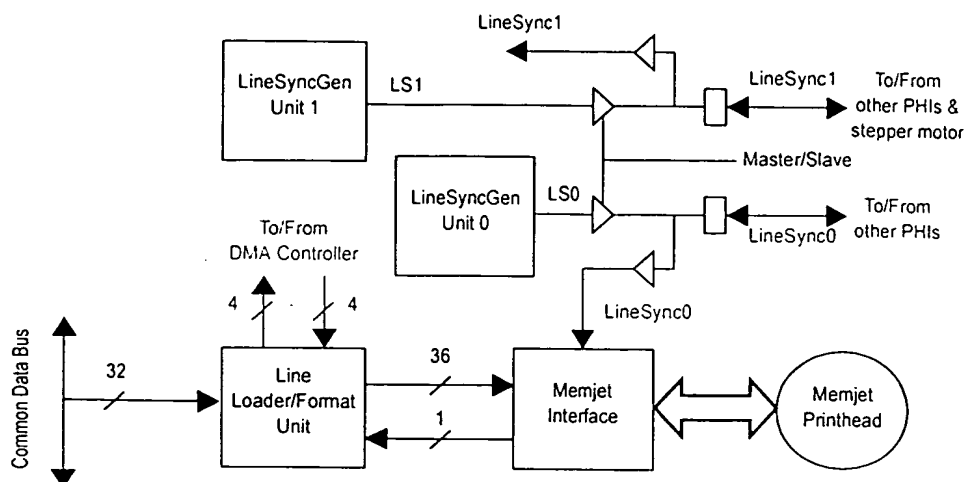 LineSync1
LineSyncGen
Unit 1
LS1
LineSync1
To/From
other PHIs &
stepper motor
Master/Slave
LineSyncGen
Unit 0
LS0
To/From
other PHIs
LineSync0
To/From
DMA Controller
4
4
LineSync0
Common Data Bus
32
Line
Loader/Format
Unit
36
1
Memjet
Interface
Memjet
Printhead